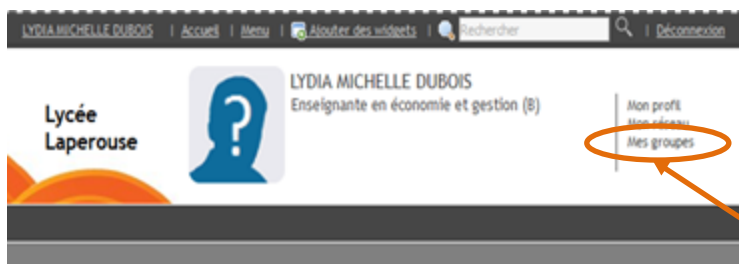 LYDIA MICHELLE DUBOIS | Accueil | Menu | Ajouter des widgets | Rechercher | Déconnexion
LYDIA MICHELLE DUBOIS
Enseignante en économie et gestion (B)
Lycée
Laperouse
Mon profil
Mon réseau
Mes groupes